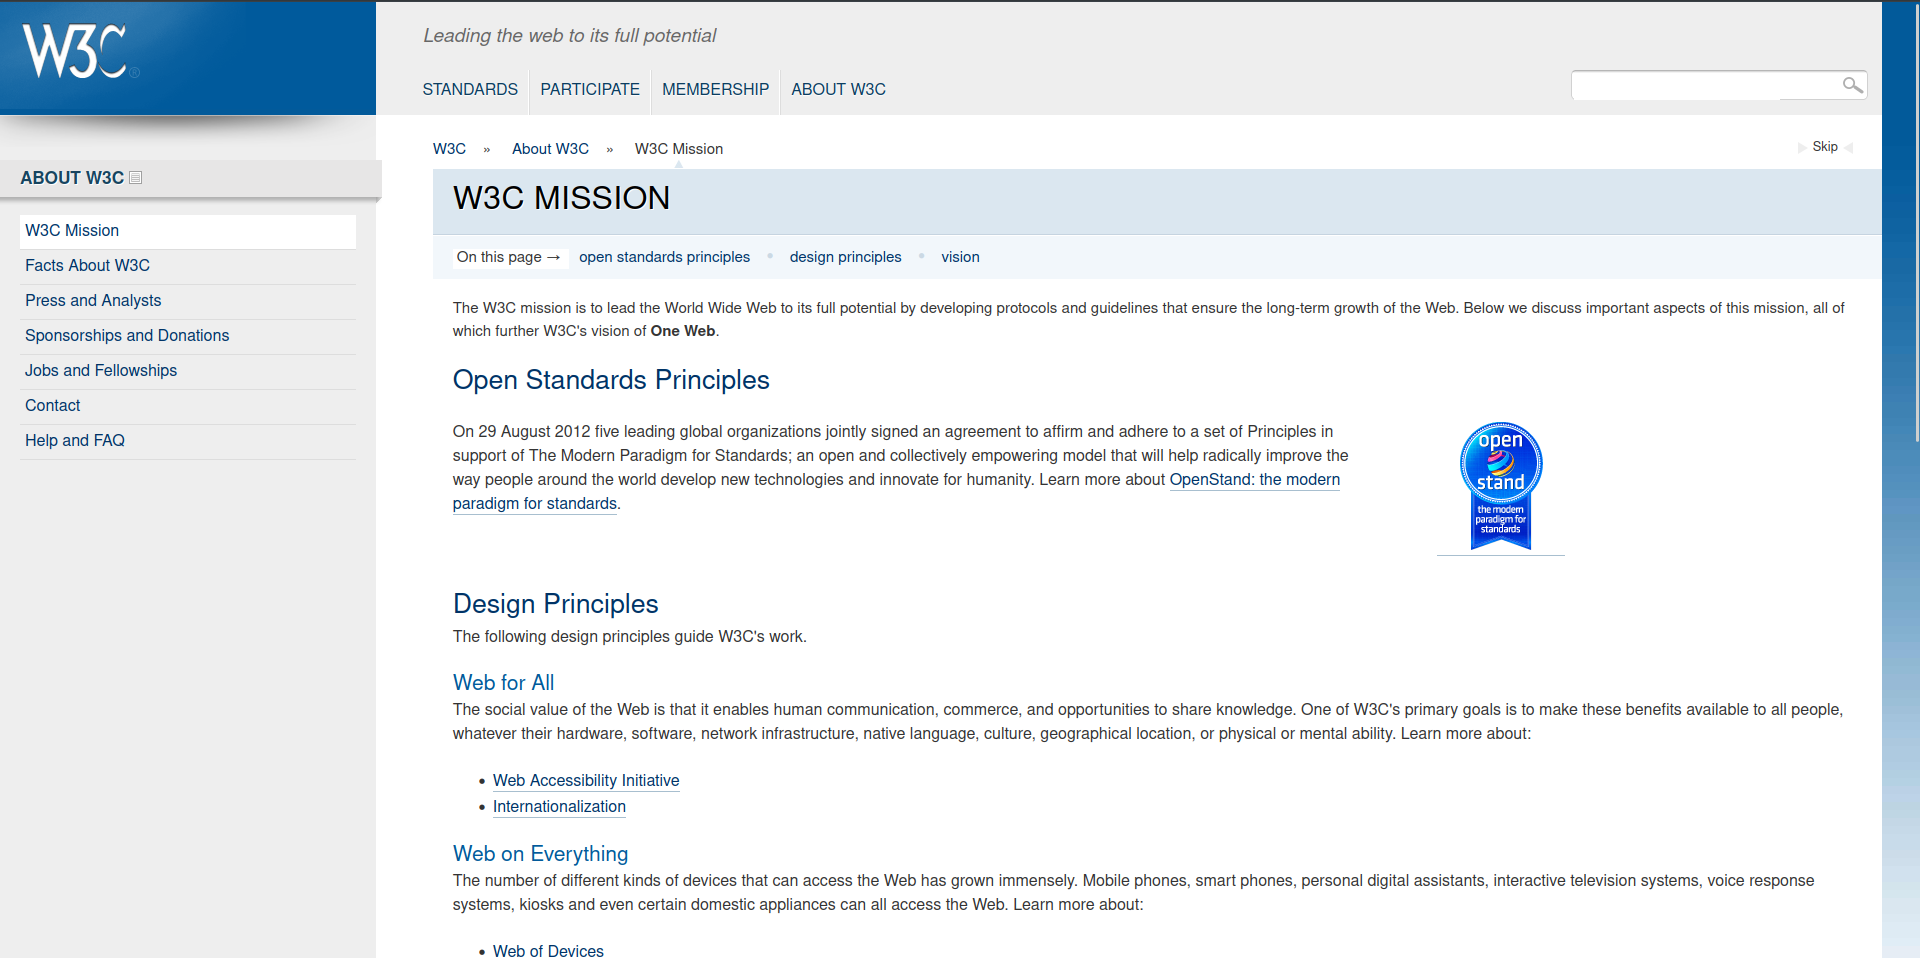 W3C®
Leading the web to its full potential
STANDARDS PARTICIPATE MEMBERSHIP ABOUT W3C
ABOUT W3C
W3C Mission
Facts About W3C
Press and Analysts
Sponsorships and Donations
Jobs and Fellowships
Contact
Help and FAQ
W3C » About W3C » W3C Mission
Skip
W3C MISSION
On this page → open standards principles • design principles • vision
The W3C mission is to lead the World Wide Web to its full potential by developing protocols and guidelines that ensure the long-term growth of the Web. Below we discuss important aspects of this mission, all of
which further W3C's vision of One Web.
Open Standards Principles
On 29 August 2012 five leading global organizations jointly signed an agreement to affirm and adhere to a set of Principles in
support of The Modern Paradigm for Standards; an open and collectively empowering model that will help radically improve the
way people around the world develop new technologies and innovate for humanity. Learn more about OpenStand: the modern
paradigm for standards.
open
stand
the modern
paradigm for
standards
Design Principles
The following design principles guide W3C's work.
Web for All
The social value of the Web is that it enables human communication, commerce, and opportunities to share knowledge. One of W3C's primary goals is to make these benefits available to all people,
whatever their hardware, software, network infrastructure, native language, culture, geographical location, or physical or mental ability. Learn more about:
• Web Accessibility Initiative
• Internationalization
Web on Everything
The number of different kinds of devices that can access the Web has grown immensely. Mobile phones, smart phones, personal digital assistants, interactive television systems, voice response
systems, kiosks and even certain domestic appliances can all access the Web. Learn more about:
• Web of Devices